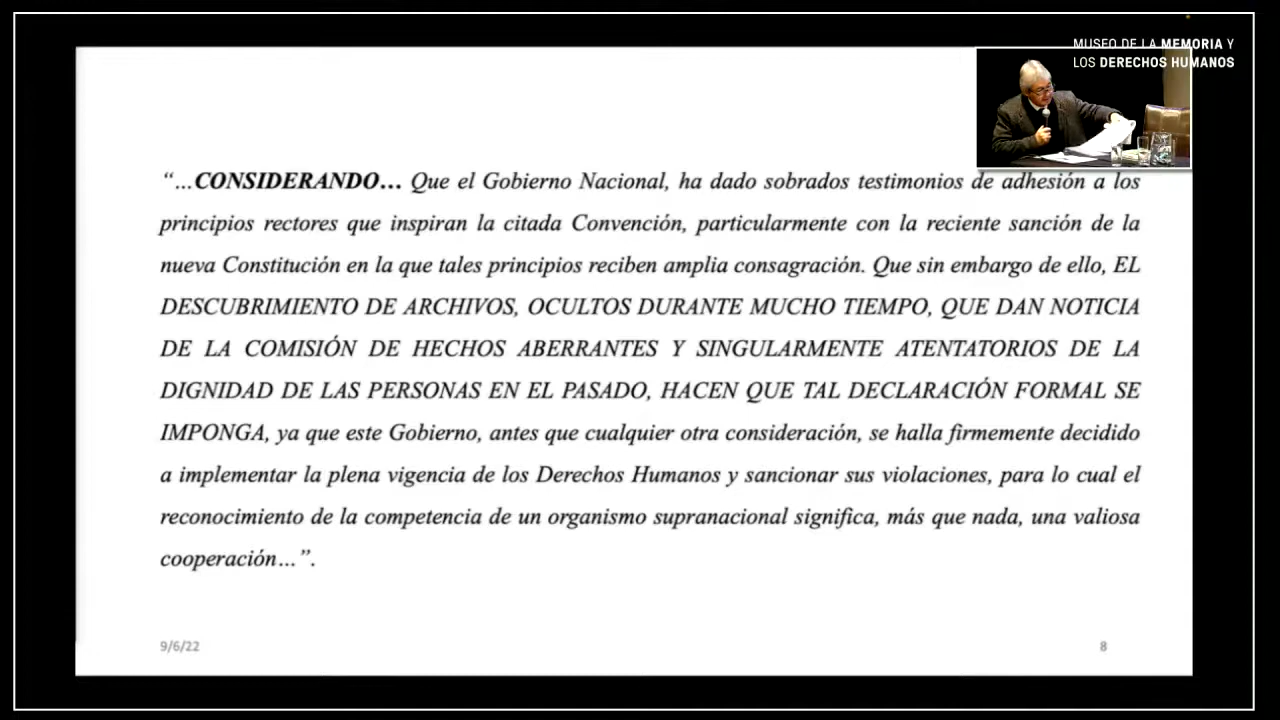 MUSEO DE LA MEMORIA Y
LOS DERECHOS HUMANOS
“…CONSIDERANDO… Que el Gobierno Nacional, ha dado sobrados testimonios de adhesión a los
principios rectores que inspiran la citada Convención, particularmente con la reciente sanción de la
nueva Constitución en la que tales principios reciben amplia consagración. Que sin embargo de ello, EL
DESCUBRIMIENTO DE ARCHIVOS, OCULTOS DURANTE MUCHO TIEMPO, QUE DAN NOTICIA
DE LA COMISIÓN DE HECHOS ABERRANTES Y SINGULARMENTE ATENTATORIOS DE LA
DIGNIDAD DE LAS PERSONAS EN EL PASADO, HACEN QUE TAL DECLARACIÓN FORMAL SE
IMPONGA, ya que este Gobierno, antes que cualquier otra consideración, se halla firmemente decidido
a implementar la plena vigencia de los Derechos Humanos y sancionar sus violaciones, para lo cual el
reconocimiento de la competencia de un organismo supranacional significa, más que nada, una valiosa
cooperación…”.
9/6/22
8